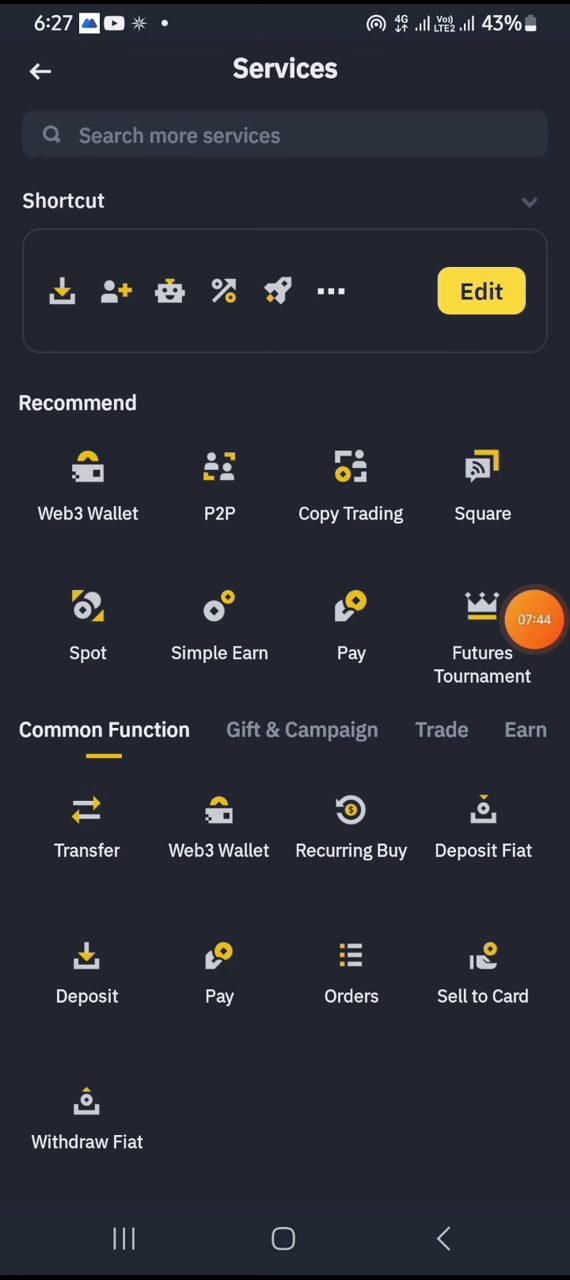 6:27
4G Vo)) LTE2 43%
Services
Search more services
Shortcut
Edit
Recommend
Web3 Wallet P2P Copy Trading Square
Spot Simple Earn Pay Futures Tournament
07:44
Common Function Gift & Campaign Trade Earn
Transfer Web3 Wallet Recurring Buy Deposit Fiat
Deposit Pay Orders Sell to Card
Withdraw Fiat